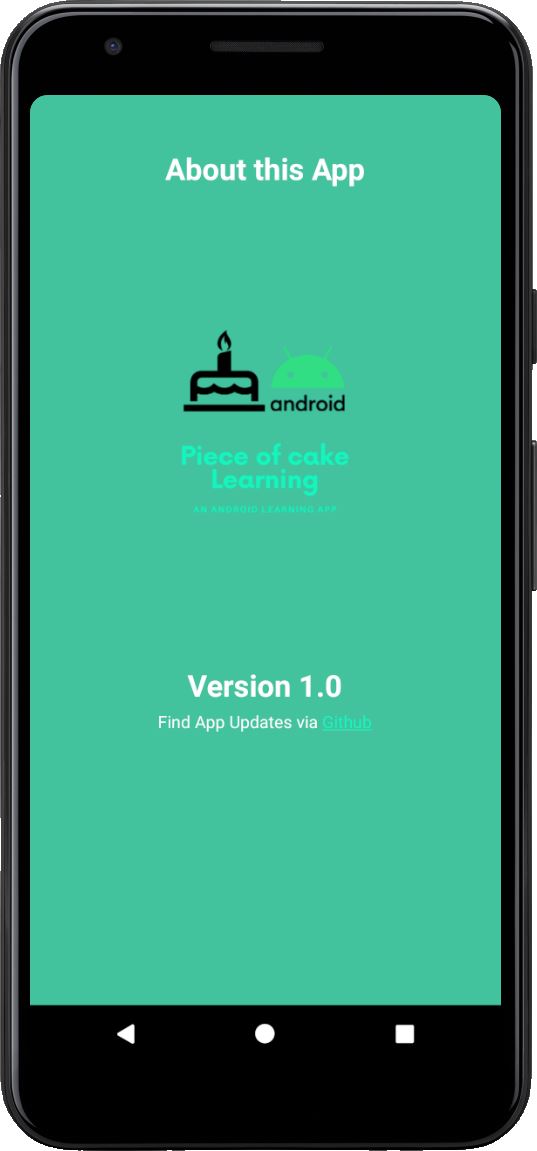 About this App
android
Piece of cake
Learning
AN ANDROID LEARNING APP
Version 1.0
Find App Updates via Github